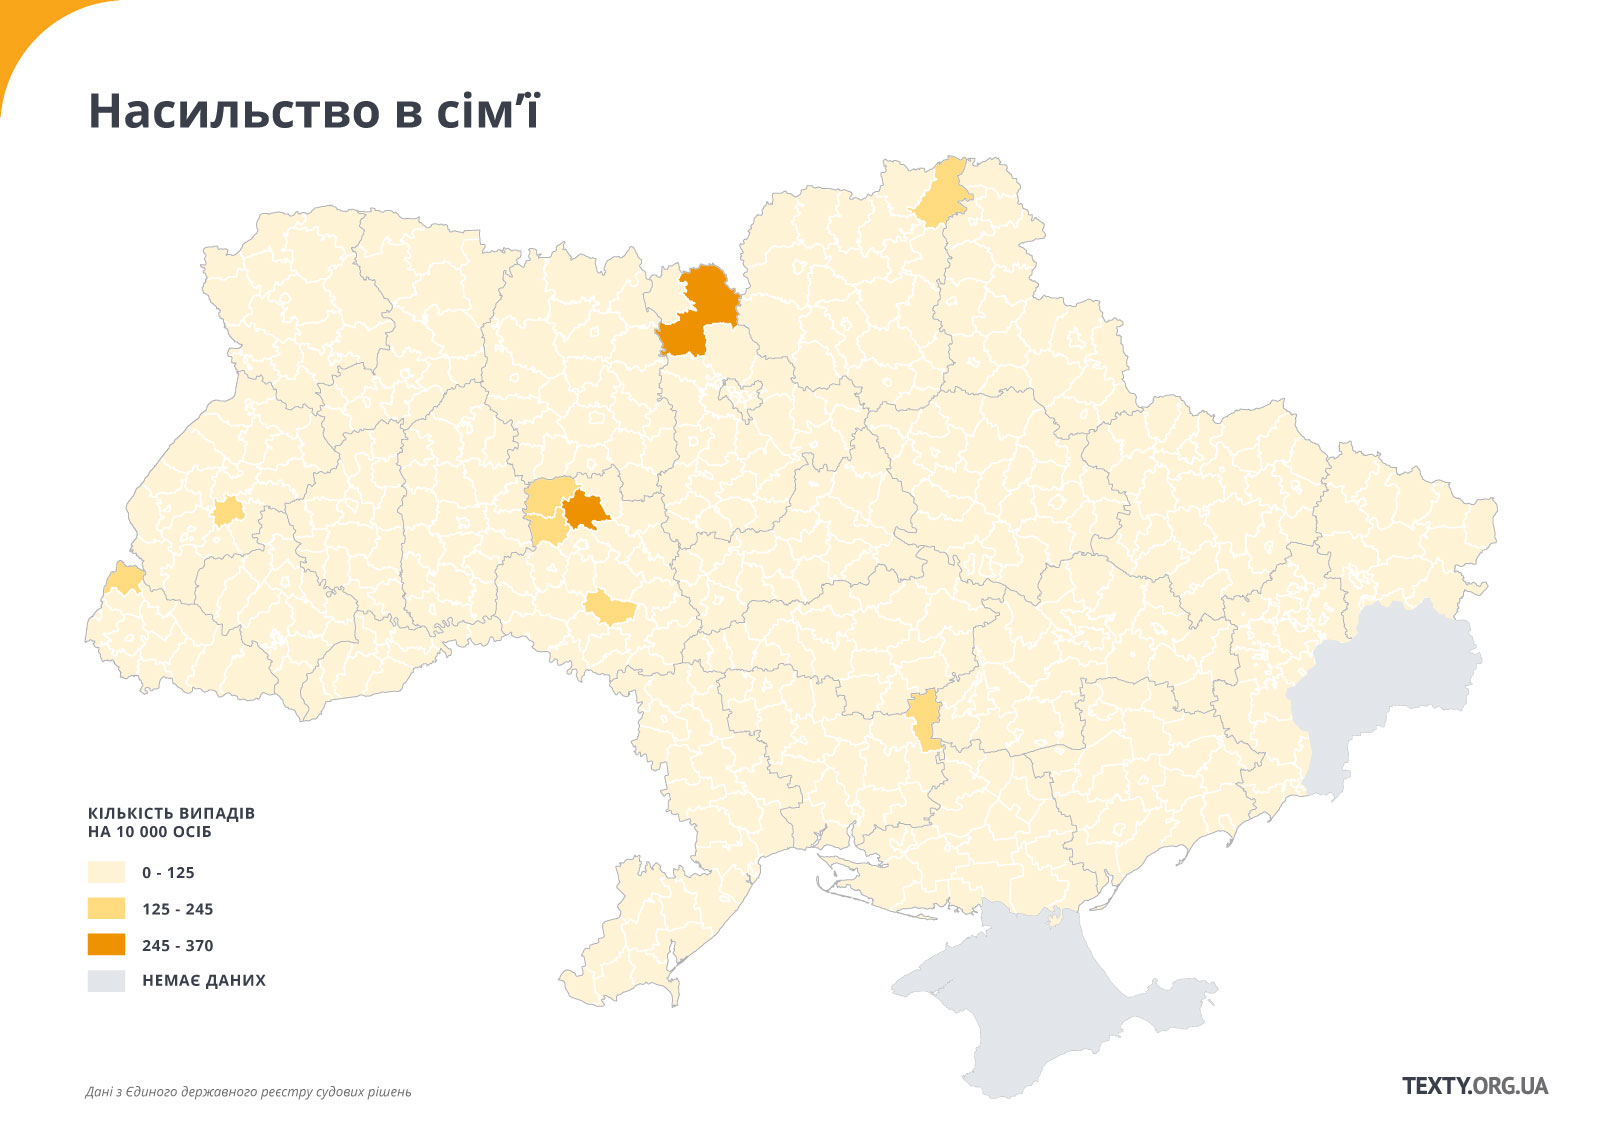 Насильство в сім’ї
КІЛЬКІСТЬ ВИПАДІВ
НА 10 000 ОСІБ
0 - 125
125 - 245
245 - 370
НЕМАЄ ДАНИХ
Дані з Єдиного державного реєстру судових рішень
TEXTY.ORG.UA